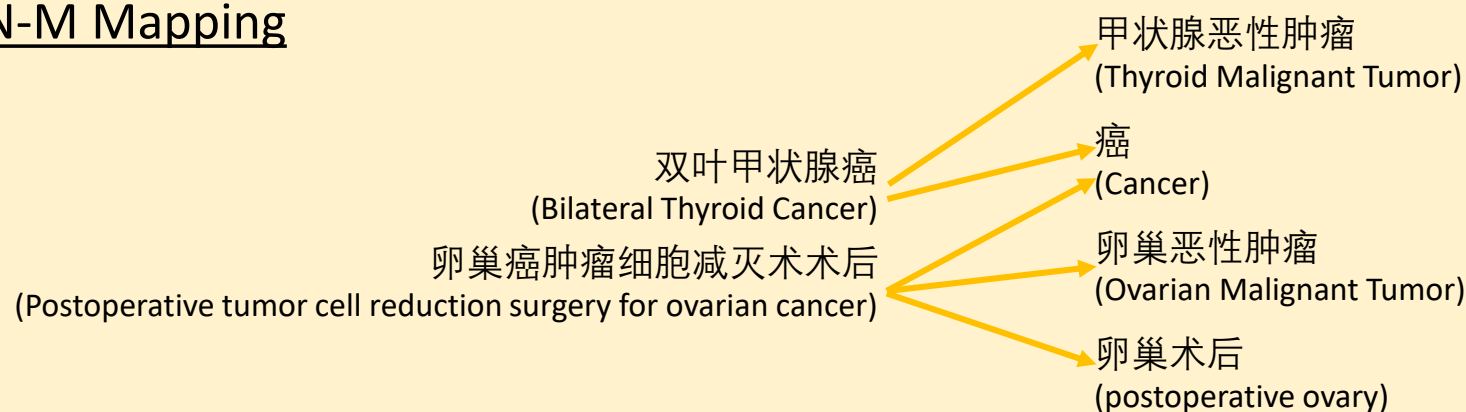 N-M Mapping
甲状腺恶性肿瘤
(Thyroid Malignant Tumor)
双叶甲状腺癌
(Bilateral Thyroid Cancer)
癌
(Cancer)
卵巢癌肿瘤细胞减灭术术后
(Postoperative tumor cell reduction surgery for ovarian cancer)
卵巢恶性肿瘤
(Ovarian Malignant Tumor)
卵巢术后
(postoperative ovary)